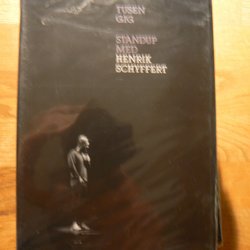 TUSEN
GIG
STANDUP
MED
HENRIK
SCHYFFERT